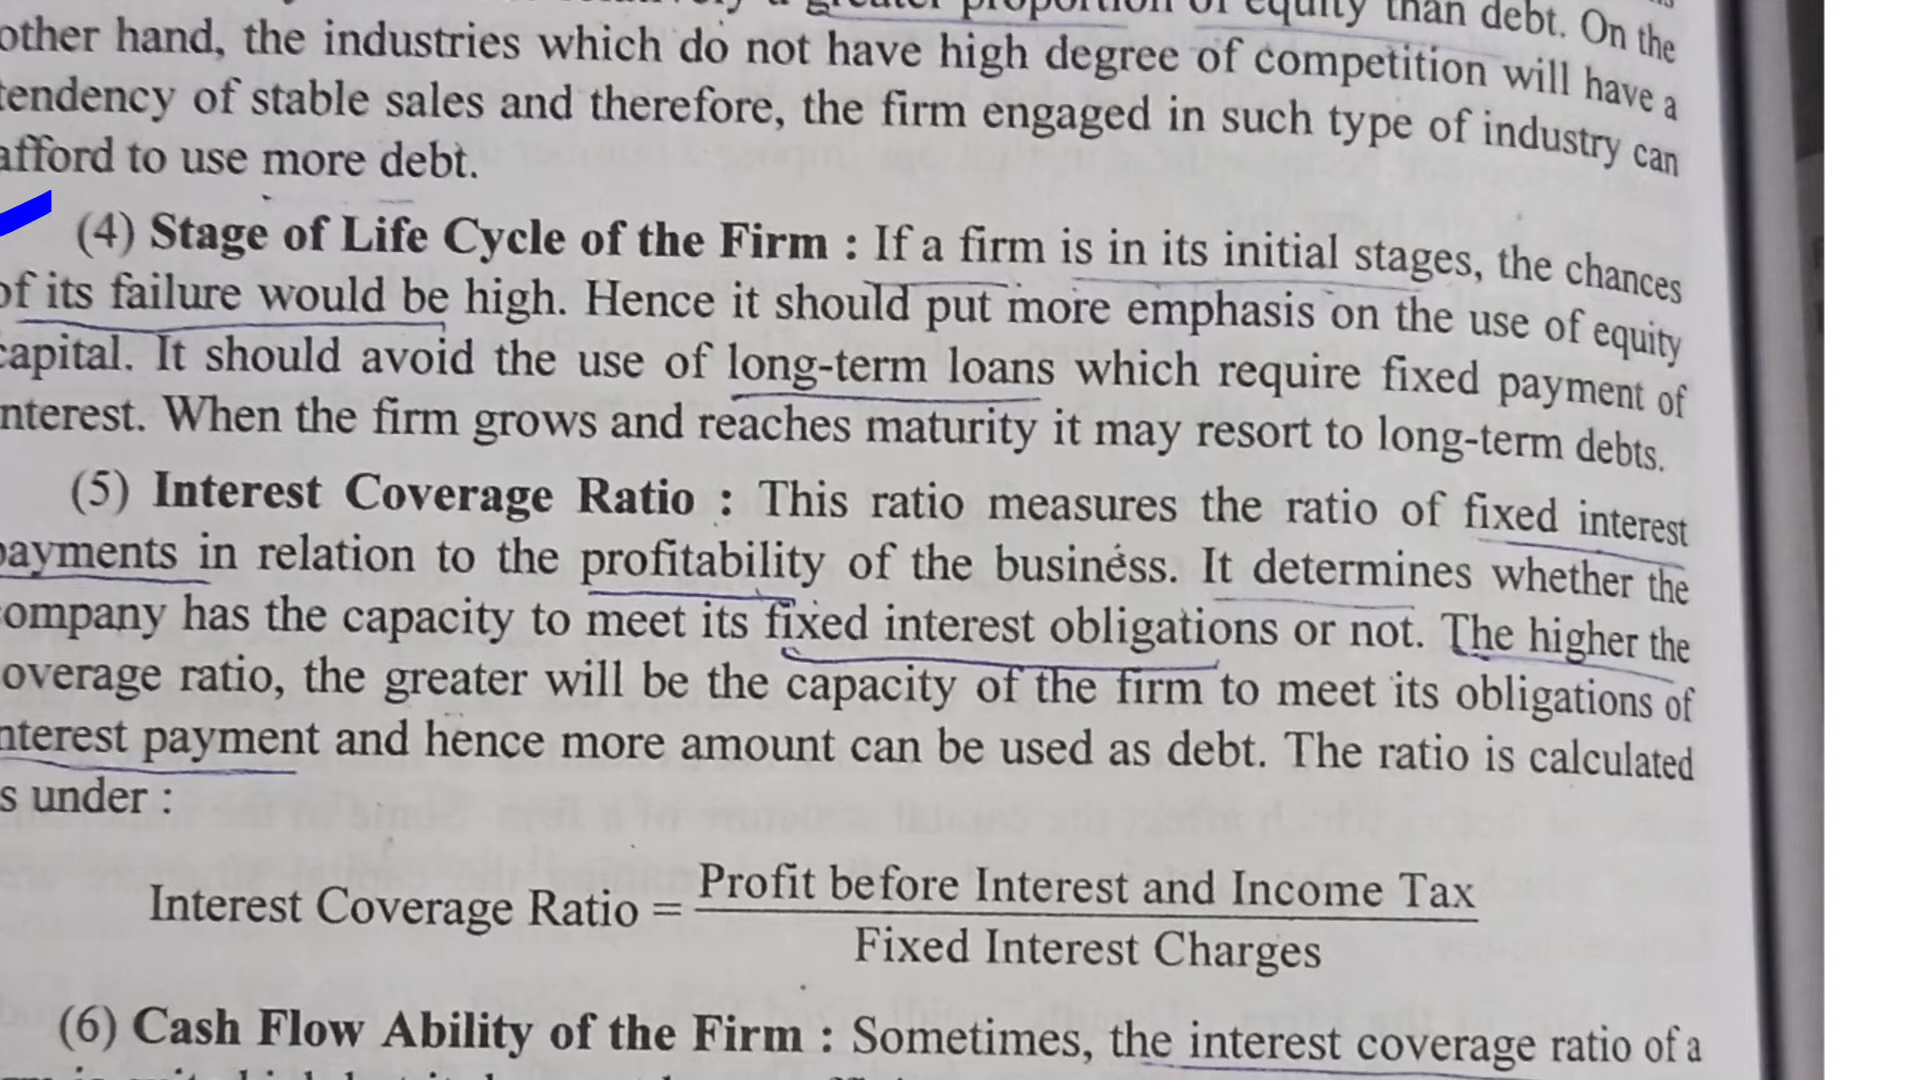 greater proportion of equity than debt. On the
other hand, the industries which do not have high degree of competition will have a
tendency of stable sales and therefore, the firm engaged in such type of industry can
afford to use more debt.
(4) Stage of Life Cycle of the Firm : If a firm is in its initial stages, the chances
of its failure would be high. Hence it should put more emphasis on the use of equity
capital. It should avoid the use of long-term loans which require fixed payment of
nterest. When the firm grows and reaches maturity it may resort to long-term debts.
(5) Interest Coverage Ratio : This ratio measures the ratio of fixed interest
payments in relation to the profitability of the business. It determines whether the
company has the capacity to meet its fixed interest obligations or not. The higher the
overage ratio, the greater will be the capacity of the firm to meet its obligations of
nterest payment and hence more amount can be used as debt. The ratio is calculated
s under :
Interest Coverage Ratio = Profit before Interest and Income Tax
Fixed Interest Charges
(6) Cash Flow Ability of the Firm : Sometimes, the interest coverage ratio of a